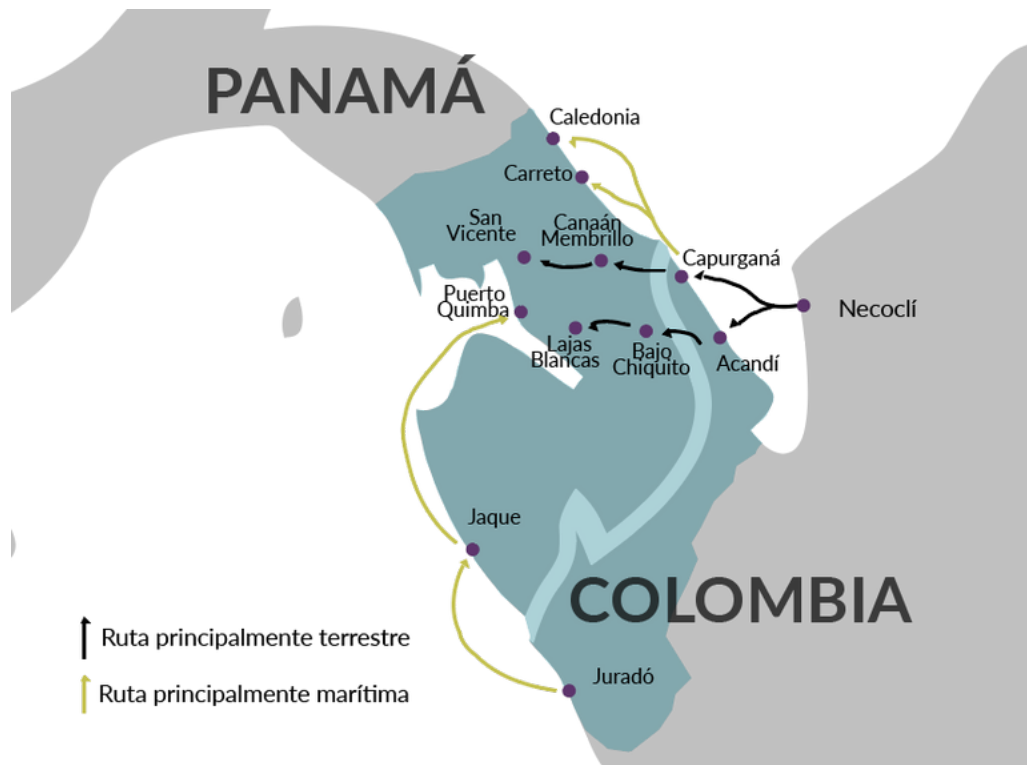 PANAMÁ
Caledonia
Carreto
San
Vicente
Canaán
Membrillo
Capurganá
Puerto
Quimba
Necoclí
Lajas
Blancas
Bajo
Chiquito
Acandí
Jaque
COLOMBIA
Ruta principalmente terrestre
Juradó
Ruta principalmente marítima